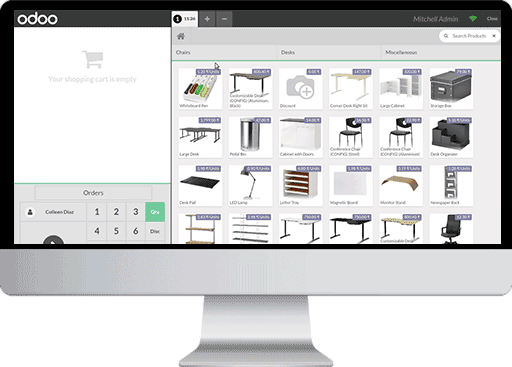 odoo
1 11:26
+
−
Mitchell Admin
Close
Search Products
×
Your shopping cart is empty
Chairs
Desks
Miscellaneous
Whiteboard Pen
Customizable Desk (CONFIG) (Aluminium, Black)
Discount
Corner Desk Right Sit
Large Cabinet
Storage Box
Large Desk
Pedal Bin
Cabinet with Doors
Conference Chair (CONFIG) (Steel)
Conference Chair (CONFIG) (Aluminium)
Desk Organizer
Desk Pad
LED Lamp
Letter Tray
Magnetic Board
Monitor Stand
Newspaper Rack
Customizable Desk
Orders
Colleen Diaz
1 2 3 Qty
4 5 6 Disc